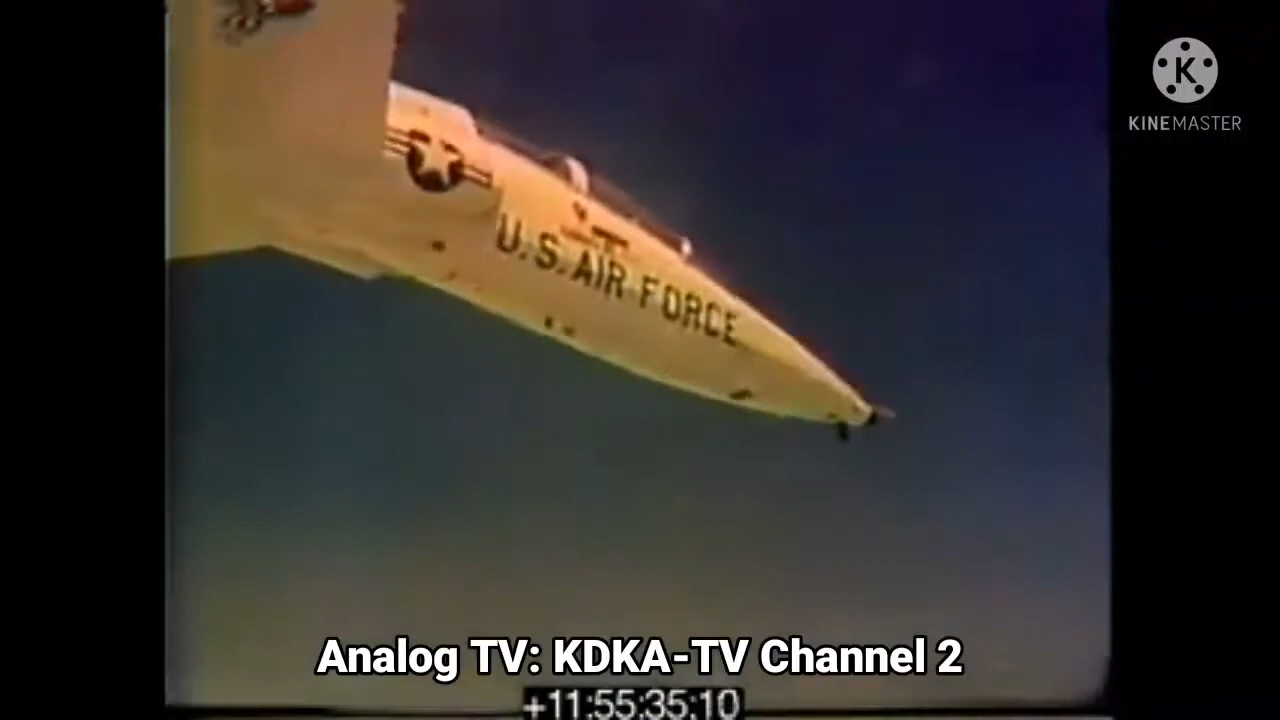 K
KINEMASTER
U.S. AIR FORCE
Analog TV: KDKA-TV Channel 2
+11:55:35:10